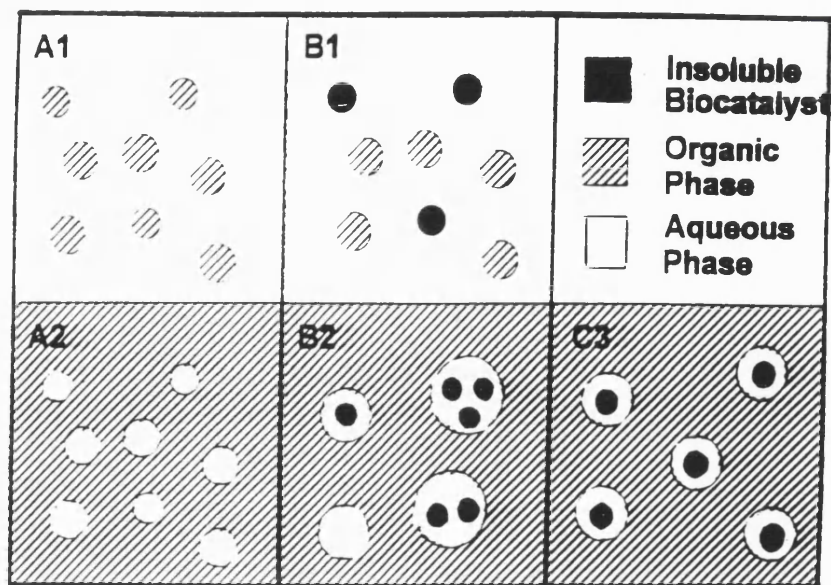 A1
B1
Insoluble
Biocatalyst
Organic
Phase
Aqueous
Phase
A2
B2
C3